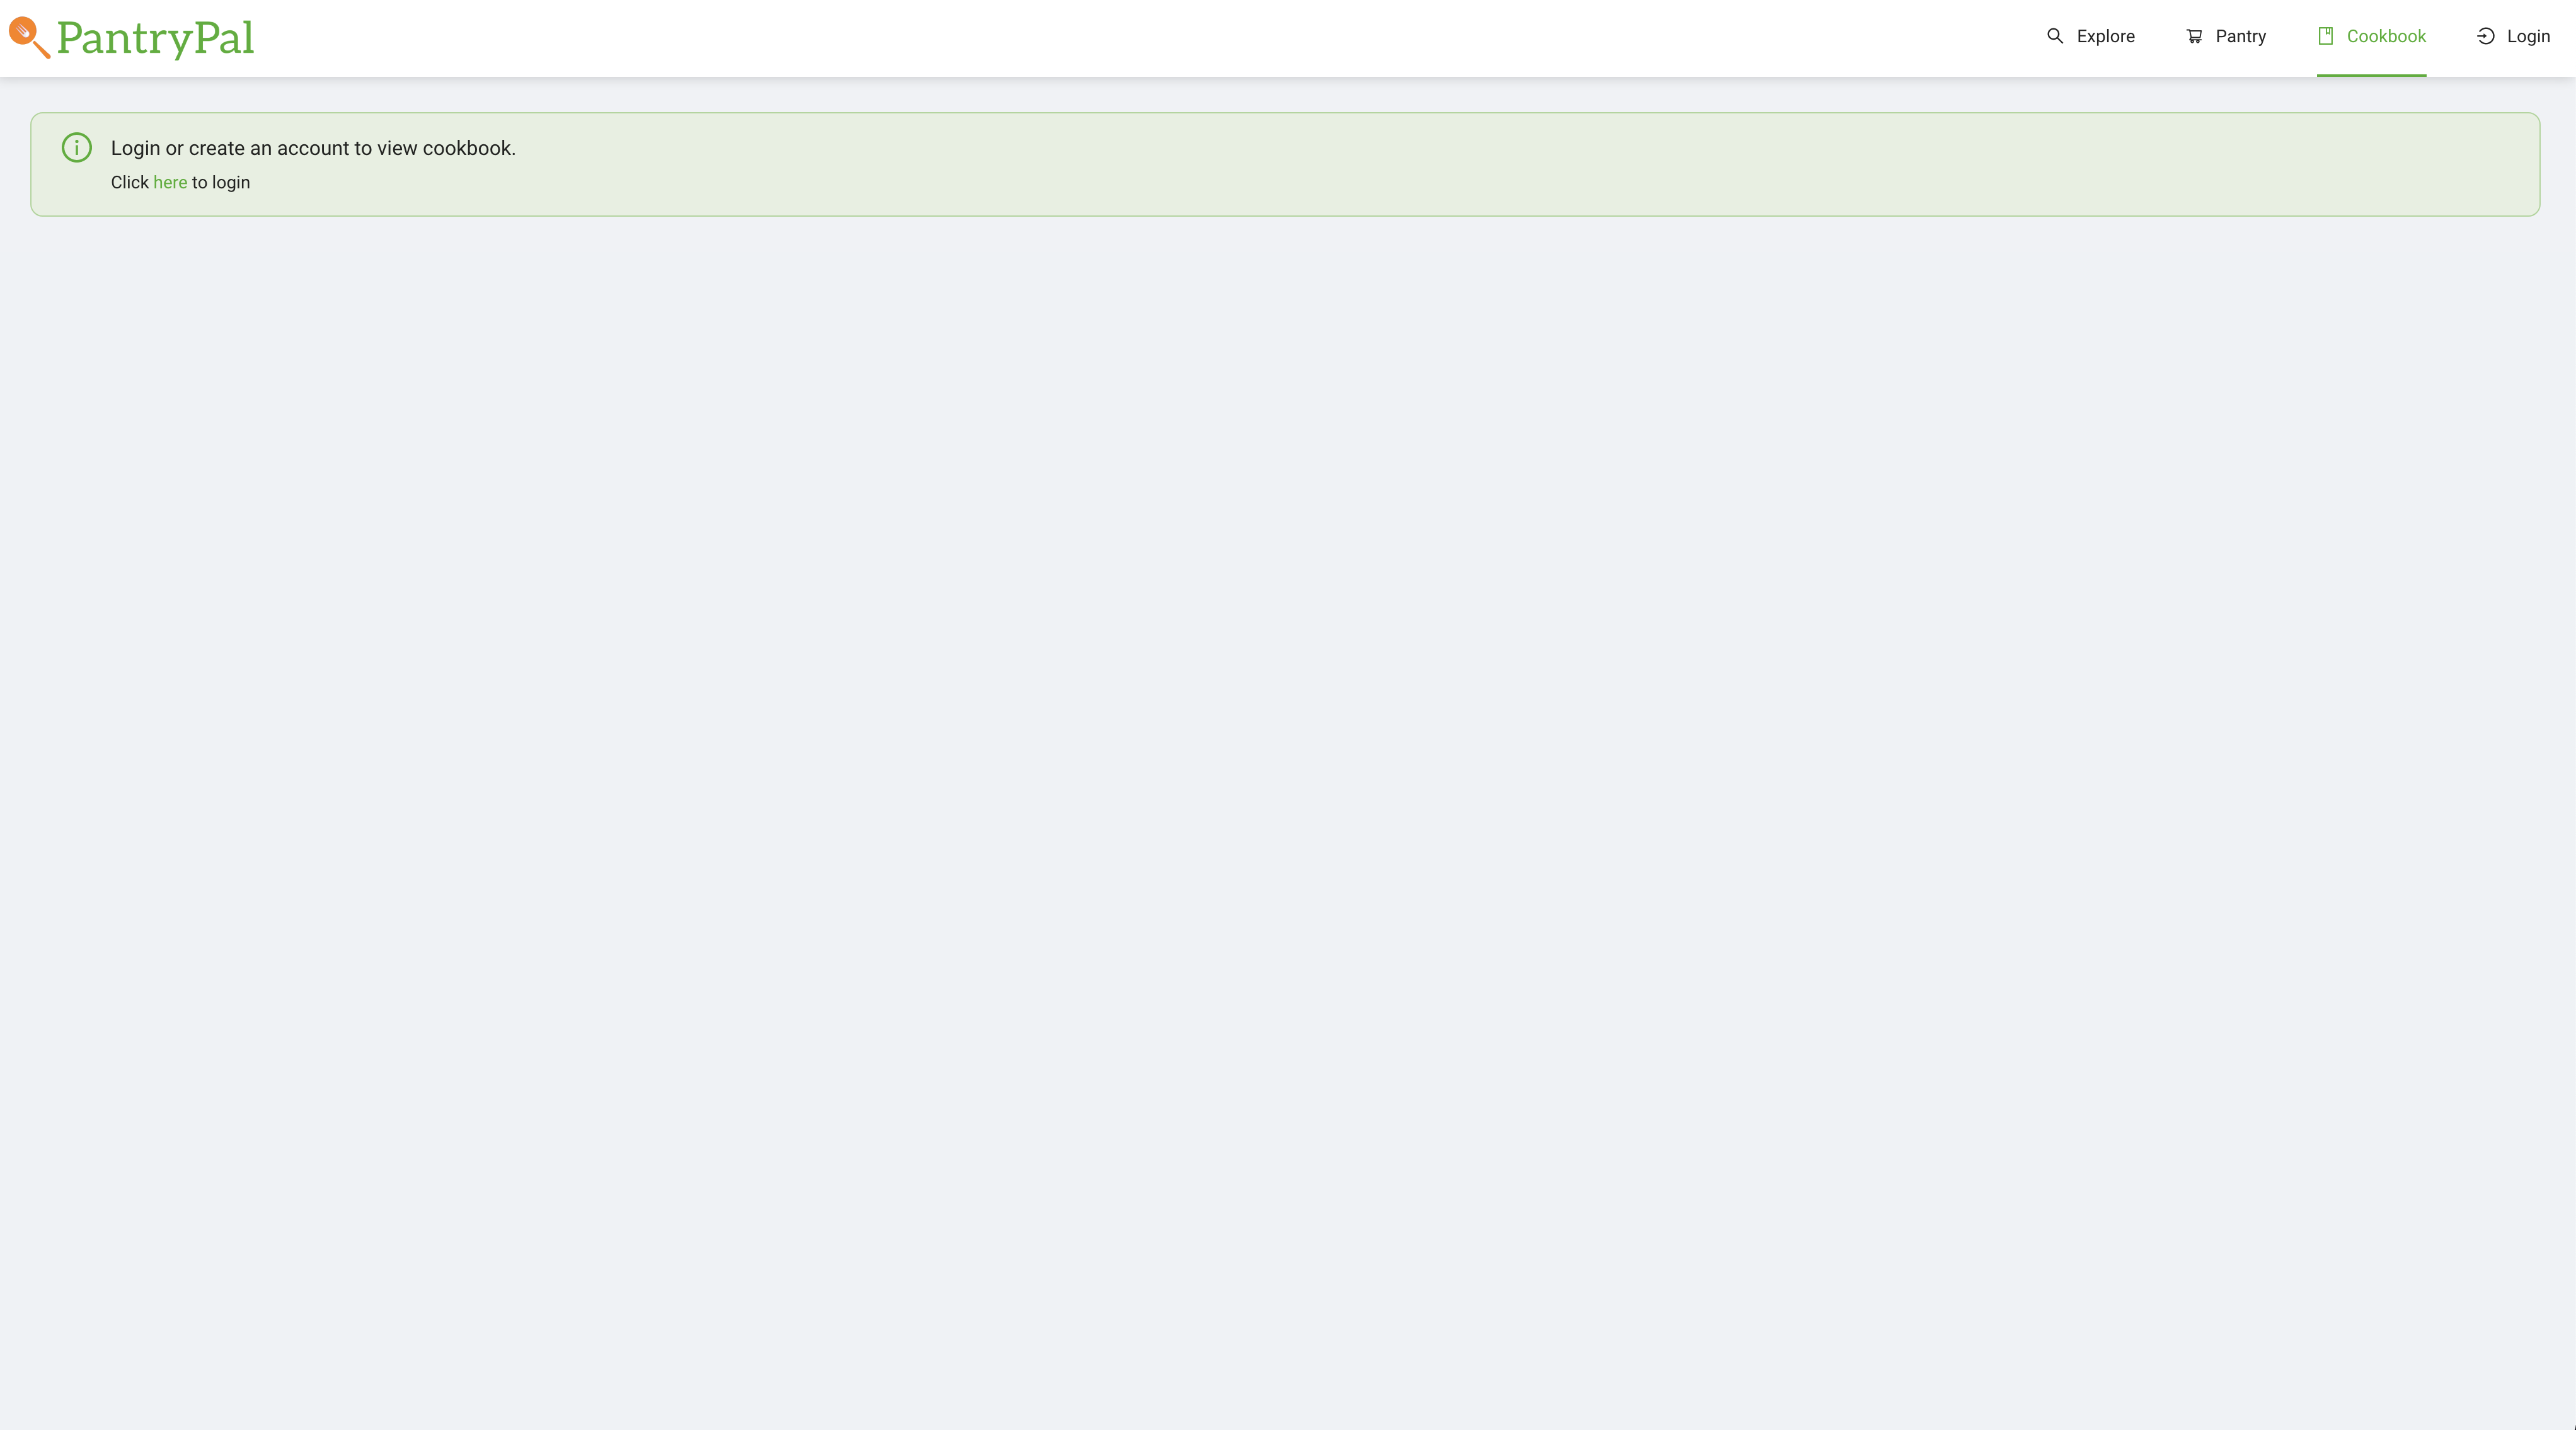 PantryPal
Explore
Pantry
Cookbook
Login
Login or create an account to view cookbook.
Click here to login